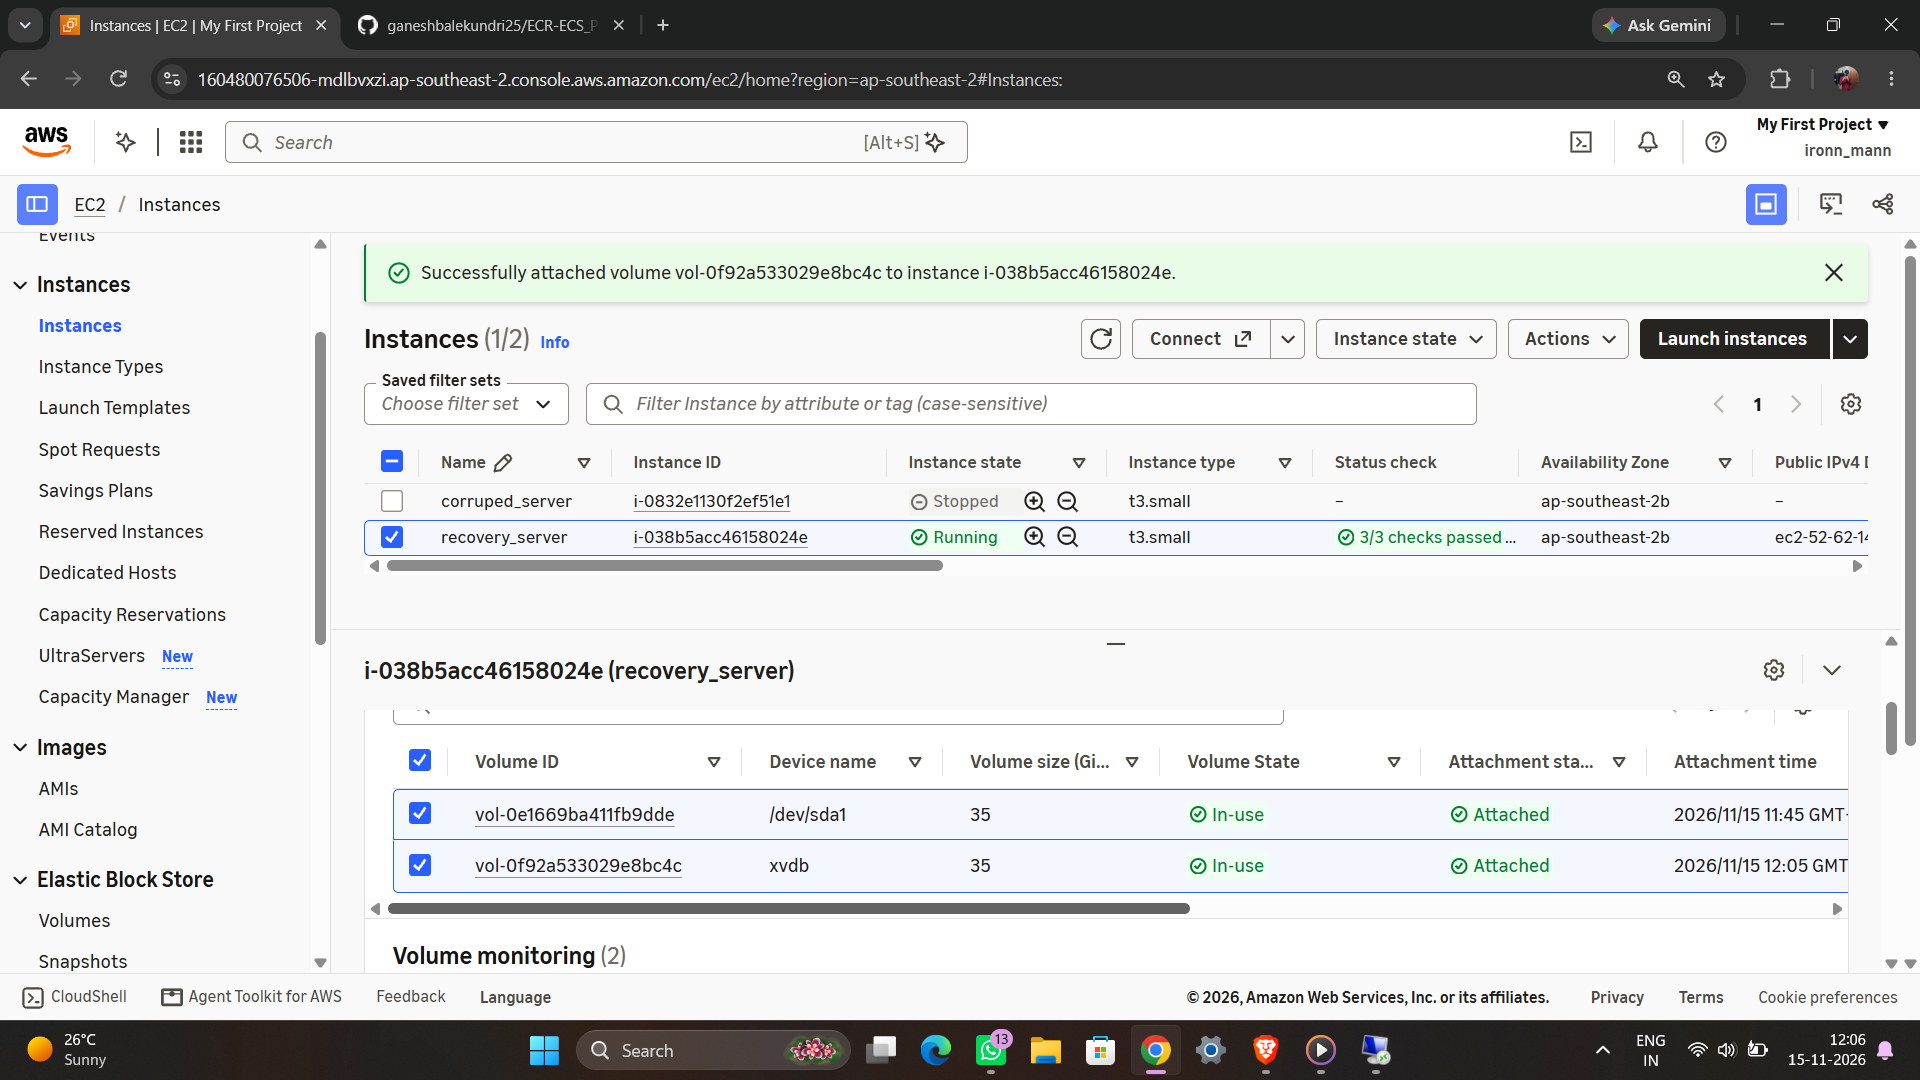 Instances | EC2 | My First Project
ganeshbalekundri25/ECR-ECS_P
Ask Gemini
160480076506-mdlbvxzi.ap-southeast-2.console.aws.amazon.com/ec2/home?region=ap-southeast-2#Instances:
aws
Search
[Alt+S]
My First Project
ironn_mann
EC2 / Instances
Events
Instances
Instances
Instance Types
Launch Templates
Spot Requests
Savings Plans
Reserved Instances
Dedicated Hosts
Capacity Reservations
UltraServers New
Capacity Manager New
Images
AMIs
AMI Catalog
Elastic Block Store
Volumes
Snapshots
Successfully attached volume vol-0f92a533029e8bc4c to instance i-038b5acc46158024e.
Instances (1/2) Info
Connect
Instance state
Actions
Launch instances
Saved filter sets
Choose filter set
Filter Instance by attribute or tag (case-sensitive)
1
Name Instance ID Instance state Instance type Status check Availability Zone Public IPv4 D
corruped_server i-0832e1130f2ef51e1 Stopped t3.small – ap-southeast-2b –
recovery_server i-038b5acc46158024e Running t3.small 3/3 checks passed ... ap-southeast-2b ec2-52-62-14
i-038b5acc46158024e (recovery_server)
Volume ID Device name Volume size (Gi... Volume State Attachment sta... Attachment time
vol-0e1669ba411fb9dde /dev/sda1 35 In-use Attached 2026/11/15 11:45 GMT-
vol-0f92a533029e8bc4c xvdb 35 In-use Attached 2026/11/15 12:05 GMT
Volume monitoring (2)
CloudShell
Agent Toolkit for AWS
Feedback
Language
© 2026, Amazon Web Services, Inc. or its affiliates.
Privacy
Terms
Cookie preferences
26°C
Sunny
Search
13
ENG
IN
12:06
15-11-2026